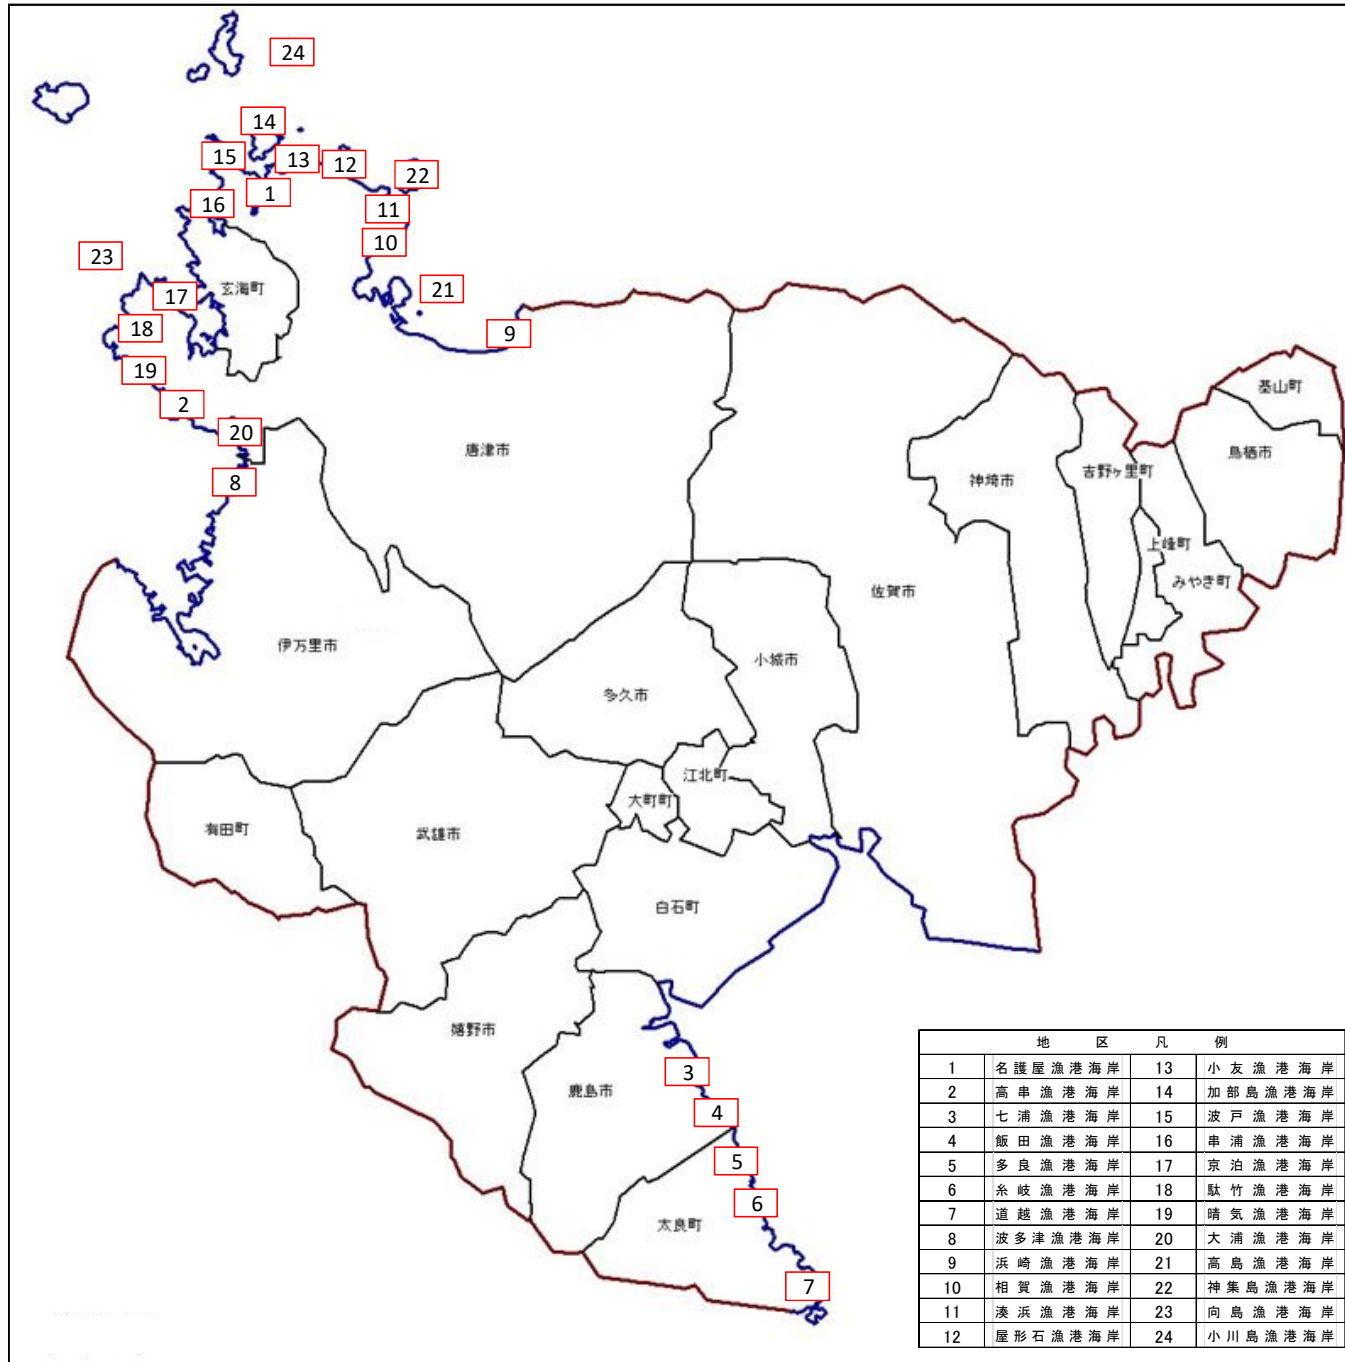 24
14
15
13
12
22
1
16
11
10
23
玄海町
21
17
18
9
19
基山町
2
20
唐津市
鳥栖市
吉野ヶ里町
神埼市
8
上峰町
みやき町
佐賀市
伊万里市
小城市
多久市
江北町
大町町
有田町
武雄市
白石町
嬉野市
3
鹿島市
4
5
6
太良町
7
地区凡例
1 名護屋漁港海岸 13 小友漁港海岸
2 高串漁港海岸 14 加部島漁港海岸
3 七浦漁港海岸 15 波戸漁港海岸
4 飯田漁港海岸 16 串浦漁港海岸
5 多良漁港海岸 17 京泊漁港海岸
6 糸岐漁港海岸 18 駄竹漁港海岸
7 道越漁港海岸 19 晴気漁港海岸
8 波多津漁港海岸 20 大浦漁港海岸
9 浜崎漁港海岸 21 高島漁港海岸
10 相賀漁港海岸 22 神集島漁港海岸
11 湊浜漁港海岸 23 向島漁港海岸
12 屋形石漁港海岸 24 小川島漁港海岸